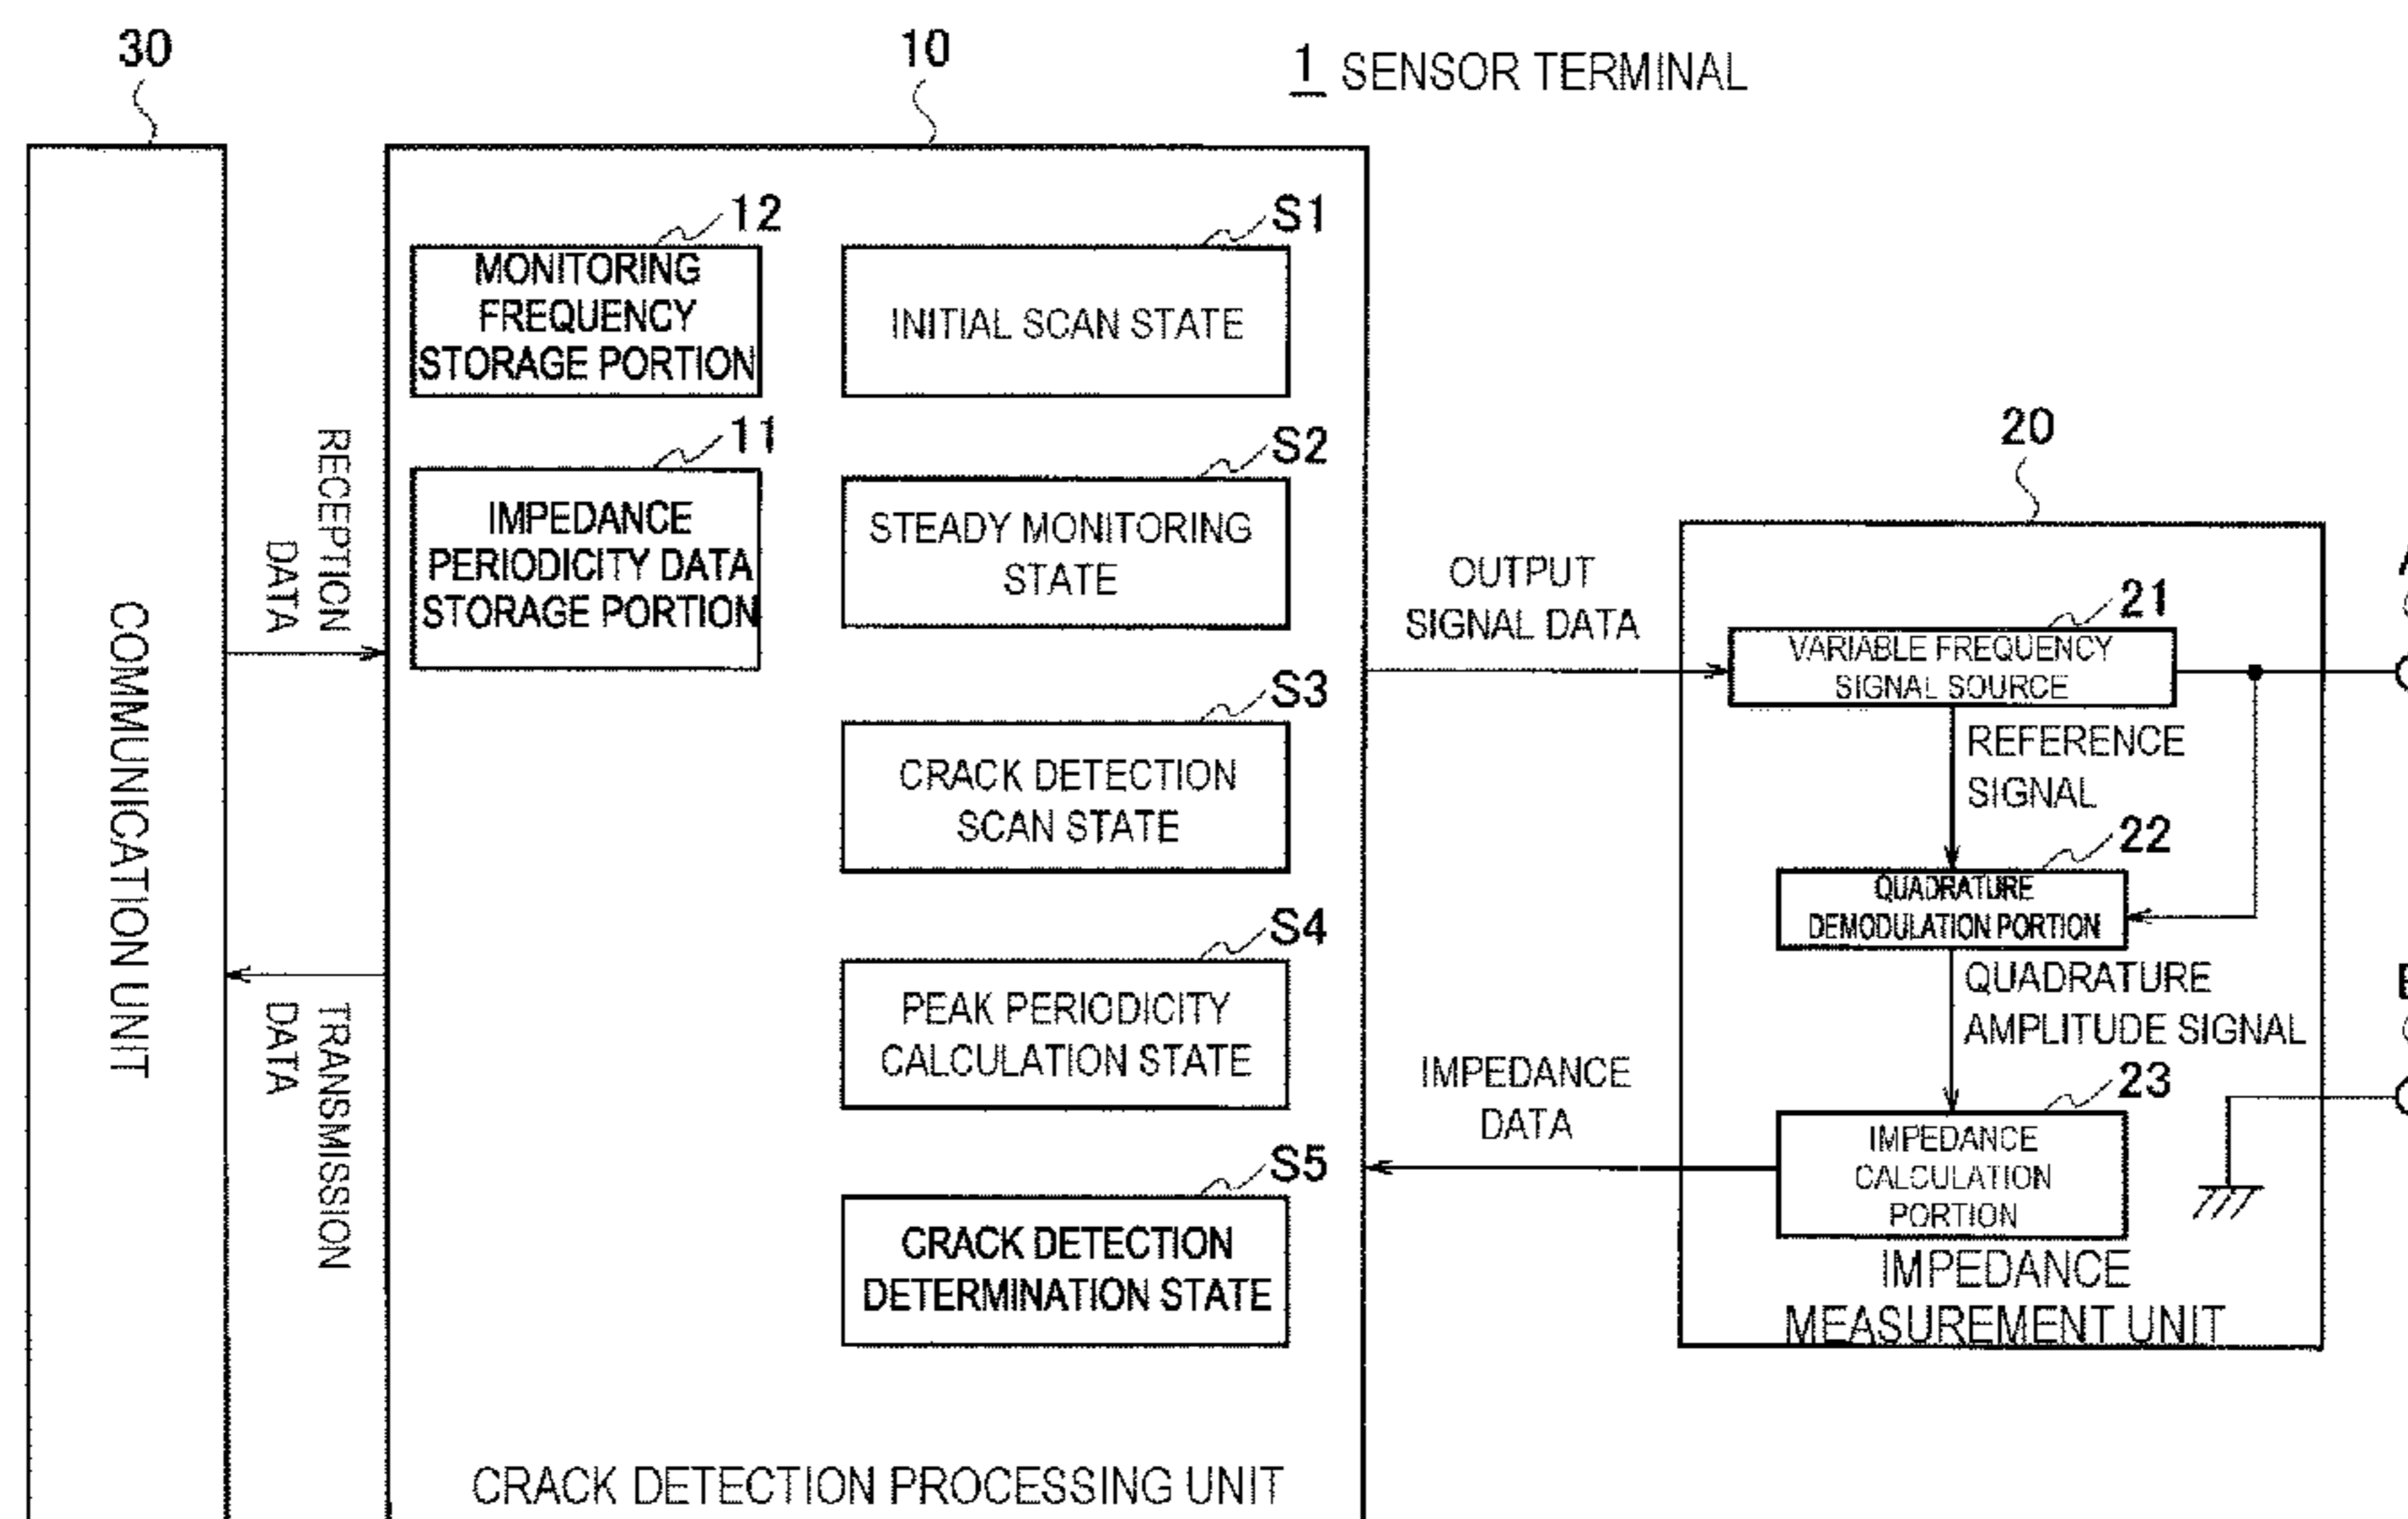 30
10
1 SENSOR TERMINAL
12
MONITORING
FREQUENCY
STORAGE PORTION
S1
INITIAL SCAN STATE
11
IMPEDANCE
PERIODICITY DATA
STORAGE PORTION
S2
STEADY MONITORING
STATE
S3
CRACK DETECTION
SCAN STATE
S4
PEAK PERIODICITY
CALCULATION STATE
S5
CRACK DETECTION
DETERMINATION STATE
CRACK DETECTION PROCESSING UNIT
COMMUNICATION UNIT
RECEPTION
DATA
TRANSMISSION
DATA
OUTPUT
SIGNAL DATA
IMPEDANCE
DATA
20
21
VARIABLE FREQUENCY
SIGNAL SOURCE
REFERENCE
SIGNAL
22
QUADRATURE
DEMODULATION PORTION
QUADRATURE
AMPLITUDE SIGNAL
23
IMPEDANCE
CALCULATION
PORTION
IMPEDANCE
MEASUREMENT UNIT